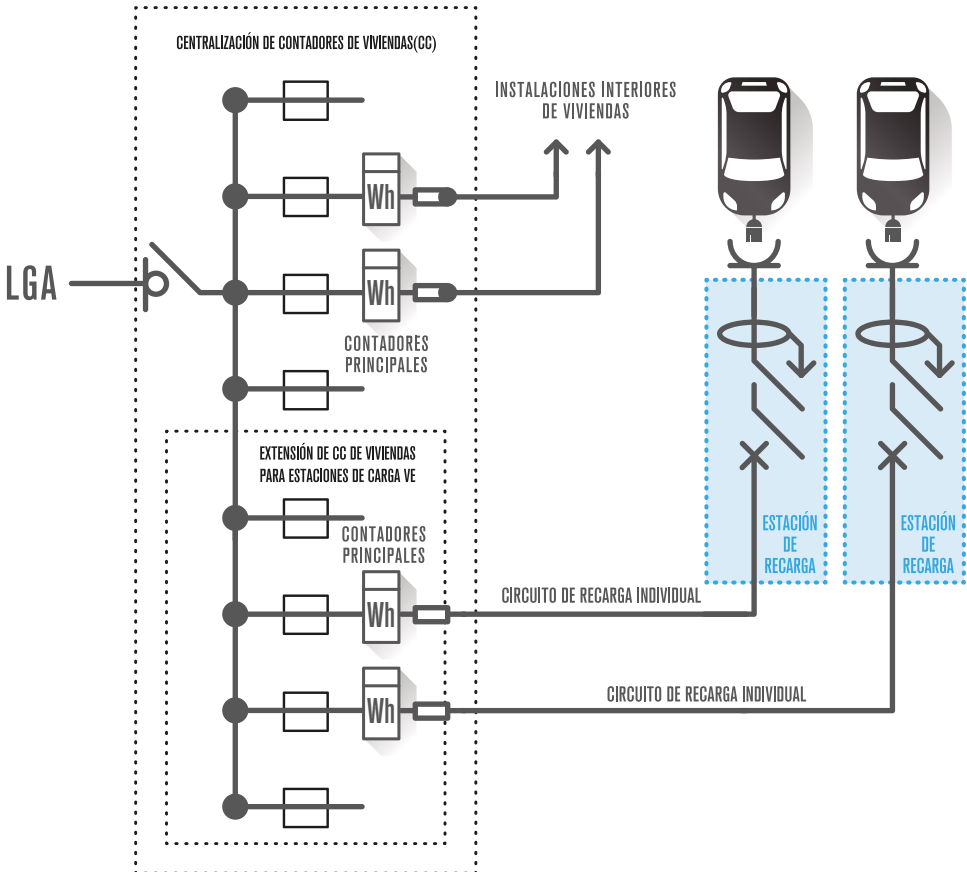 CENTRALIZACIÓN DE CONTADORES DE VIVIENDAS(CC)
INSTALACIONES INTERIORES
DE VIVIENDAS
Wh
LGA
Wh
CONTADORES
PRINCIPALES
EXTENSIÓN DE CC DE VIVIENDAS
PARA ESTACIONES DE CARGA VE
CONTADORES
PRINCIPALES
ESTACIÓN
DE
RECARGA
ESTACIÓN
DE
RECARGA
Wh
CIRCUITO DE RECARGA INDIVIDUAL
Wh
CIRCUITO DE RECARGA INDIVIDUAL